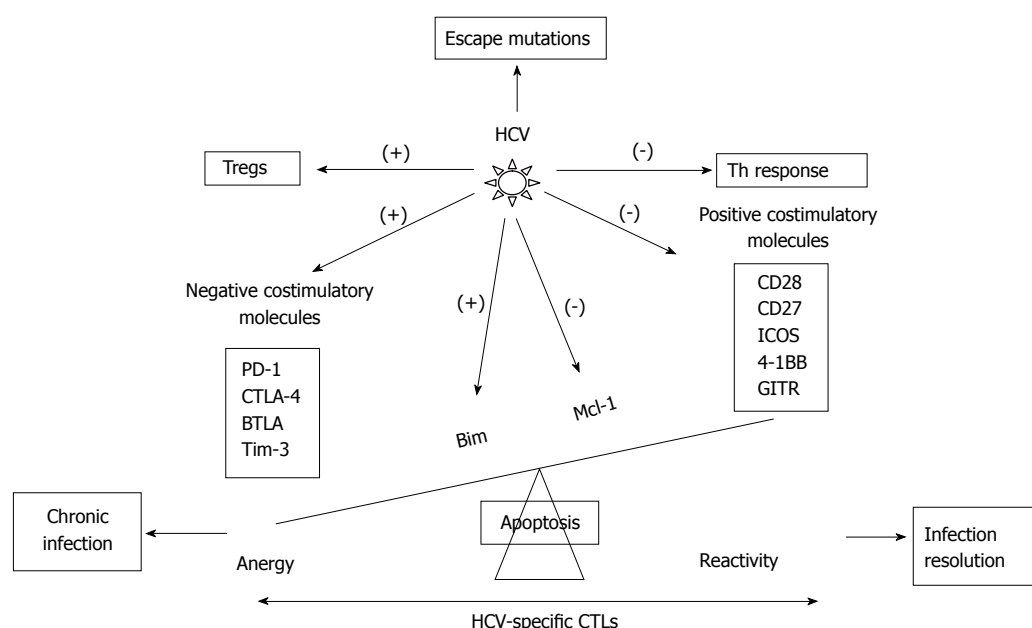 Escape mutations
HCV
(+)
(-)
Tregs
Th response
(+)
(-)
Positive costimulatory
molecules
Negative costimulatory
molecules
(+)
(-)
CD28
CD27
ICOS
4-1BB
GITR
PD-1
CTLA-4
BTLA
Tim-3
Bim
Mcl-1
Chronic
infection
Anergy
Apoptosis
Reactivity
Infection
resolution
HCV-specific CTLs